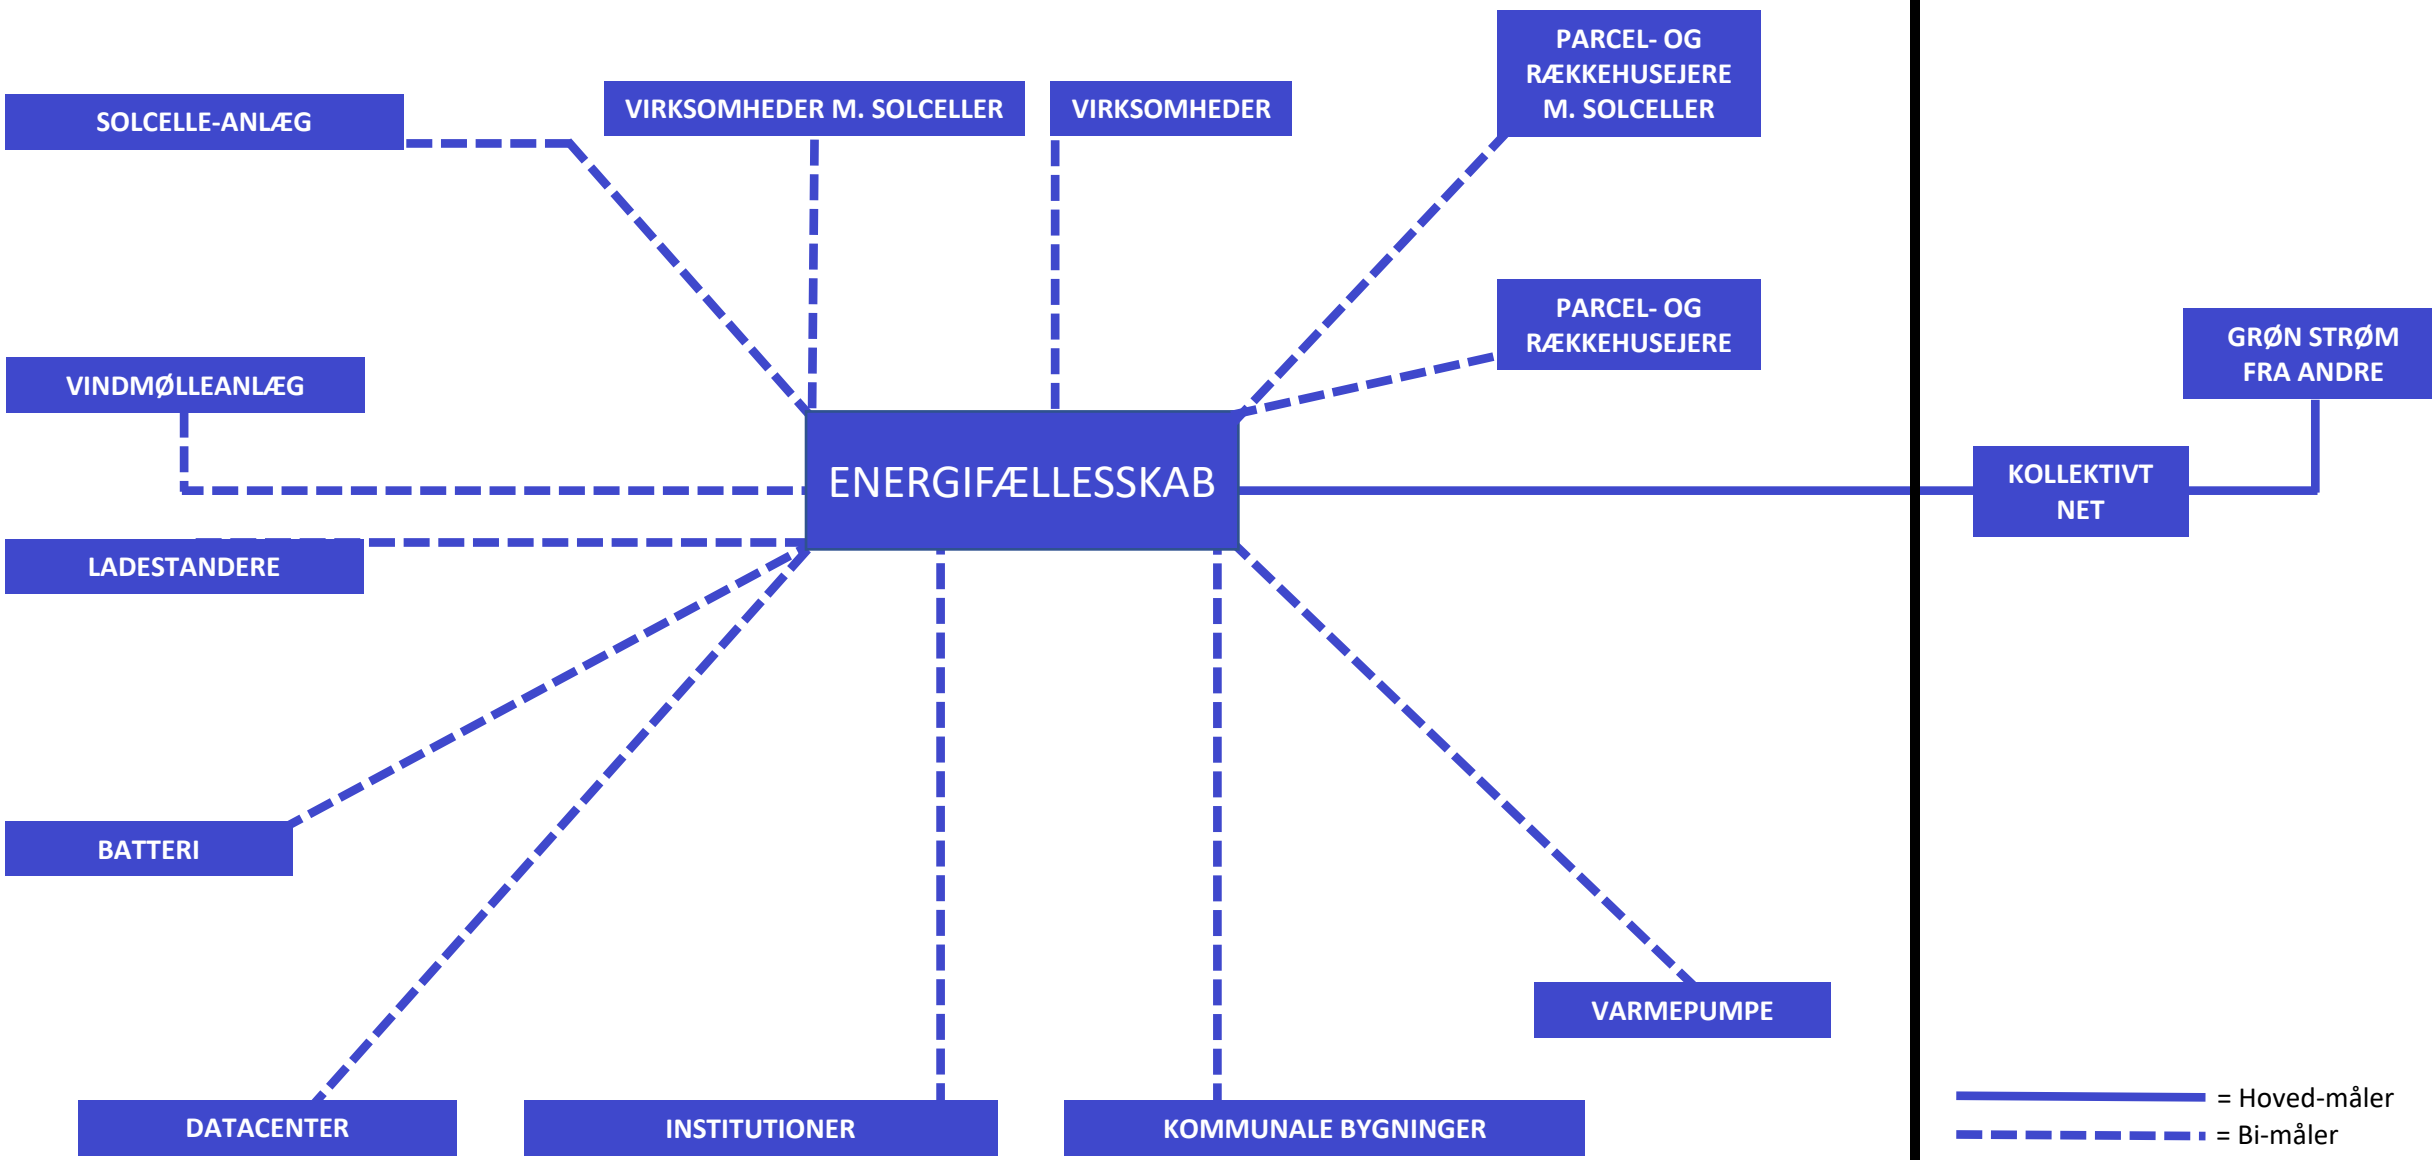 PARCEL- OG
RÆKKEHUSEJERE
M. SOLCELLER
SOLCELLE-ANLÆG
VIRKSOMHEDER M. SOLCELLER
VIRKSOMHEDER
PARCEL- OG
RÆKKEHUSEJERE
GRØN STRØM
FRA ANDRE
VINDMØLLEANLÆG
ENERGIFÆLLESSKAB
KOLLEKTIVT
NET
LADESTANDERE
BATTERI
VARMEPUMPE
DATACENTER
INSTITUTIONER
KOMMUNALE BYGNINGER
= Hoved-måler
= Bi-måler